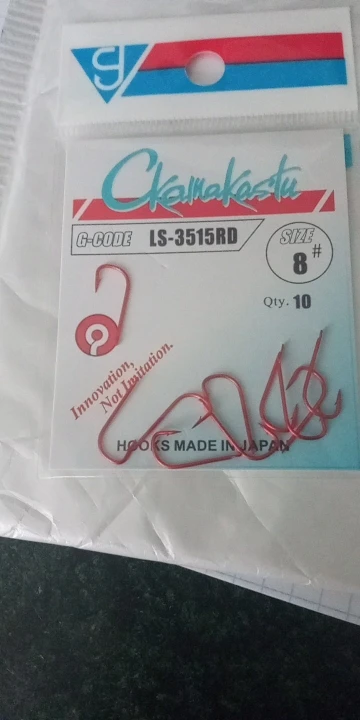 g
Ckamakastu
G-CODE LS-3515RD
SIZE
8#
Qty. 10
Innovation,
Not Imitation.
HOOKS MADE IN JAPAN